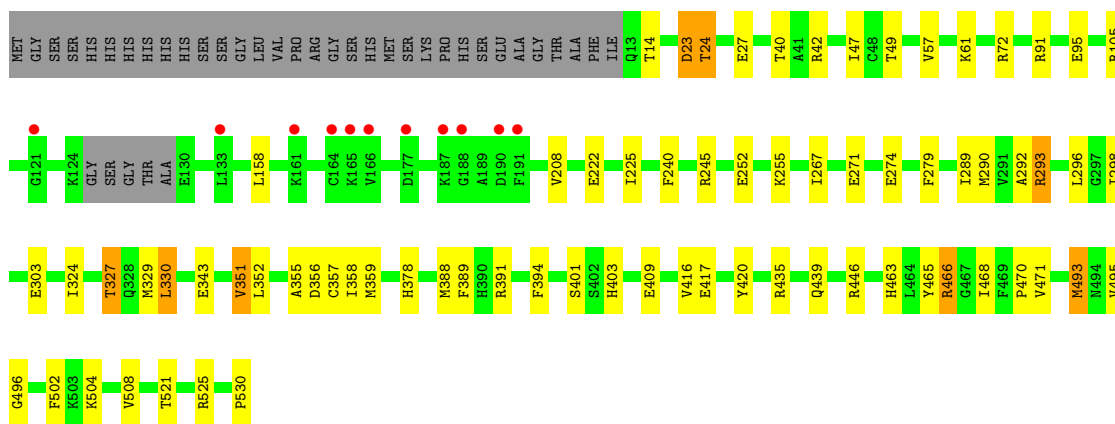 MET GLY SER SER HIS HIS HIS HIS HIS HIS SER SER GLY LEU VAL PRO ARG GLY SER HIS MET SER LYS PRO HIS SER GLU ALA GLY THR ALA PHE ILE Q13 T14 D23 T24 E27 T40 A41 R42 I47 C48 T49 V57 K61 R72 R91 E95
G121 K124 GLY SER GLY THR ALA E130 L133 L158 K161 C164 K165 V166 D177 K187 G188 A189 D190 F191 V208 E222 I225 F240 R245 E252 K255 I267 E271 E274 F279 I289 M290 V291 A292 R293 L296 G297
E303 I324 T327 Q328 M329 L330 E343 V351 L352 A355 D356 C357 I358 M359 H378 M388 F389 H390 R391 F394 S401 S402 H403 E409 V416 E417 Y420 R435 Q439 R446 H463 L464 Y465 R466 G467 I468 F469 P470 V471 M493 N494
G496 F502 K503 K504 V508 T521 R525 P530